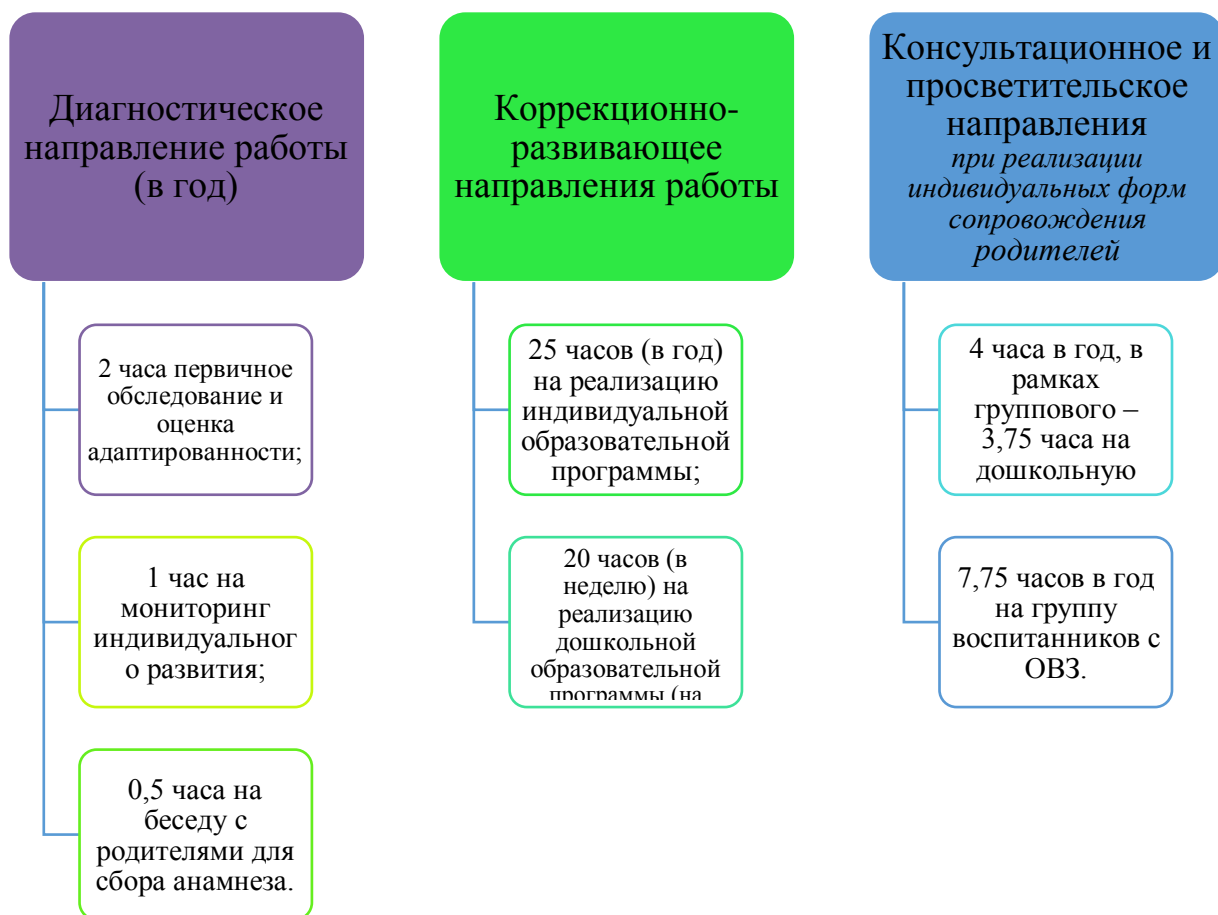 Диагностическое
направление работы
(в год)
2 часа первичное
обследование и
оценка
адаптированности;
1 час на
мониторинг
индивидуальног
о развития;
0,5 часа на
беседу с
родителями для
сбора анамнеза.
Коррекционно-
развивающее
направления работы
25 часов (в год)
на реализацию
индивидуальной
образовательной
программы;
20 часов (в
неделю) на
реализацию
дошкольной
образовательной
программы (на
Консультационное и
просветительское
направления
при реализации
индивидуальных форм
сопровождения
родителей
4 часа в год, в
рамках
группового –
3,75 часа на
дошкольную
7,75 часов в год
на группу
воспитанников с
ОВЗ.